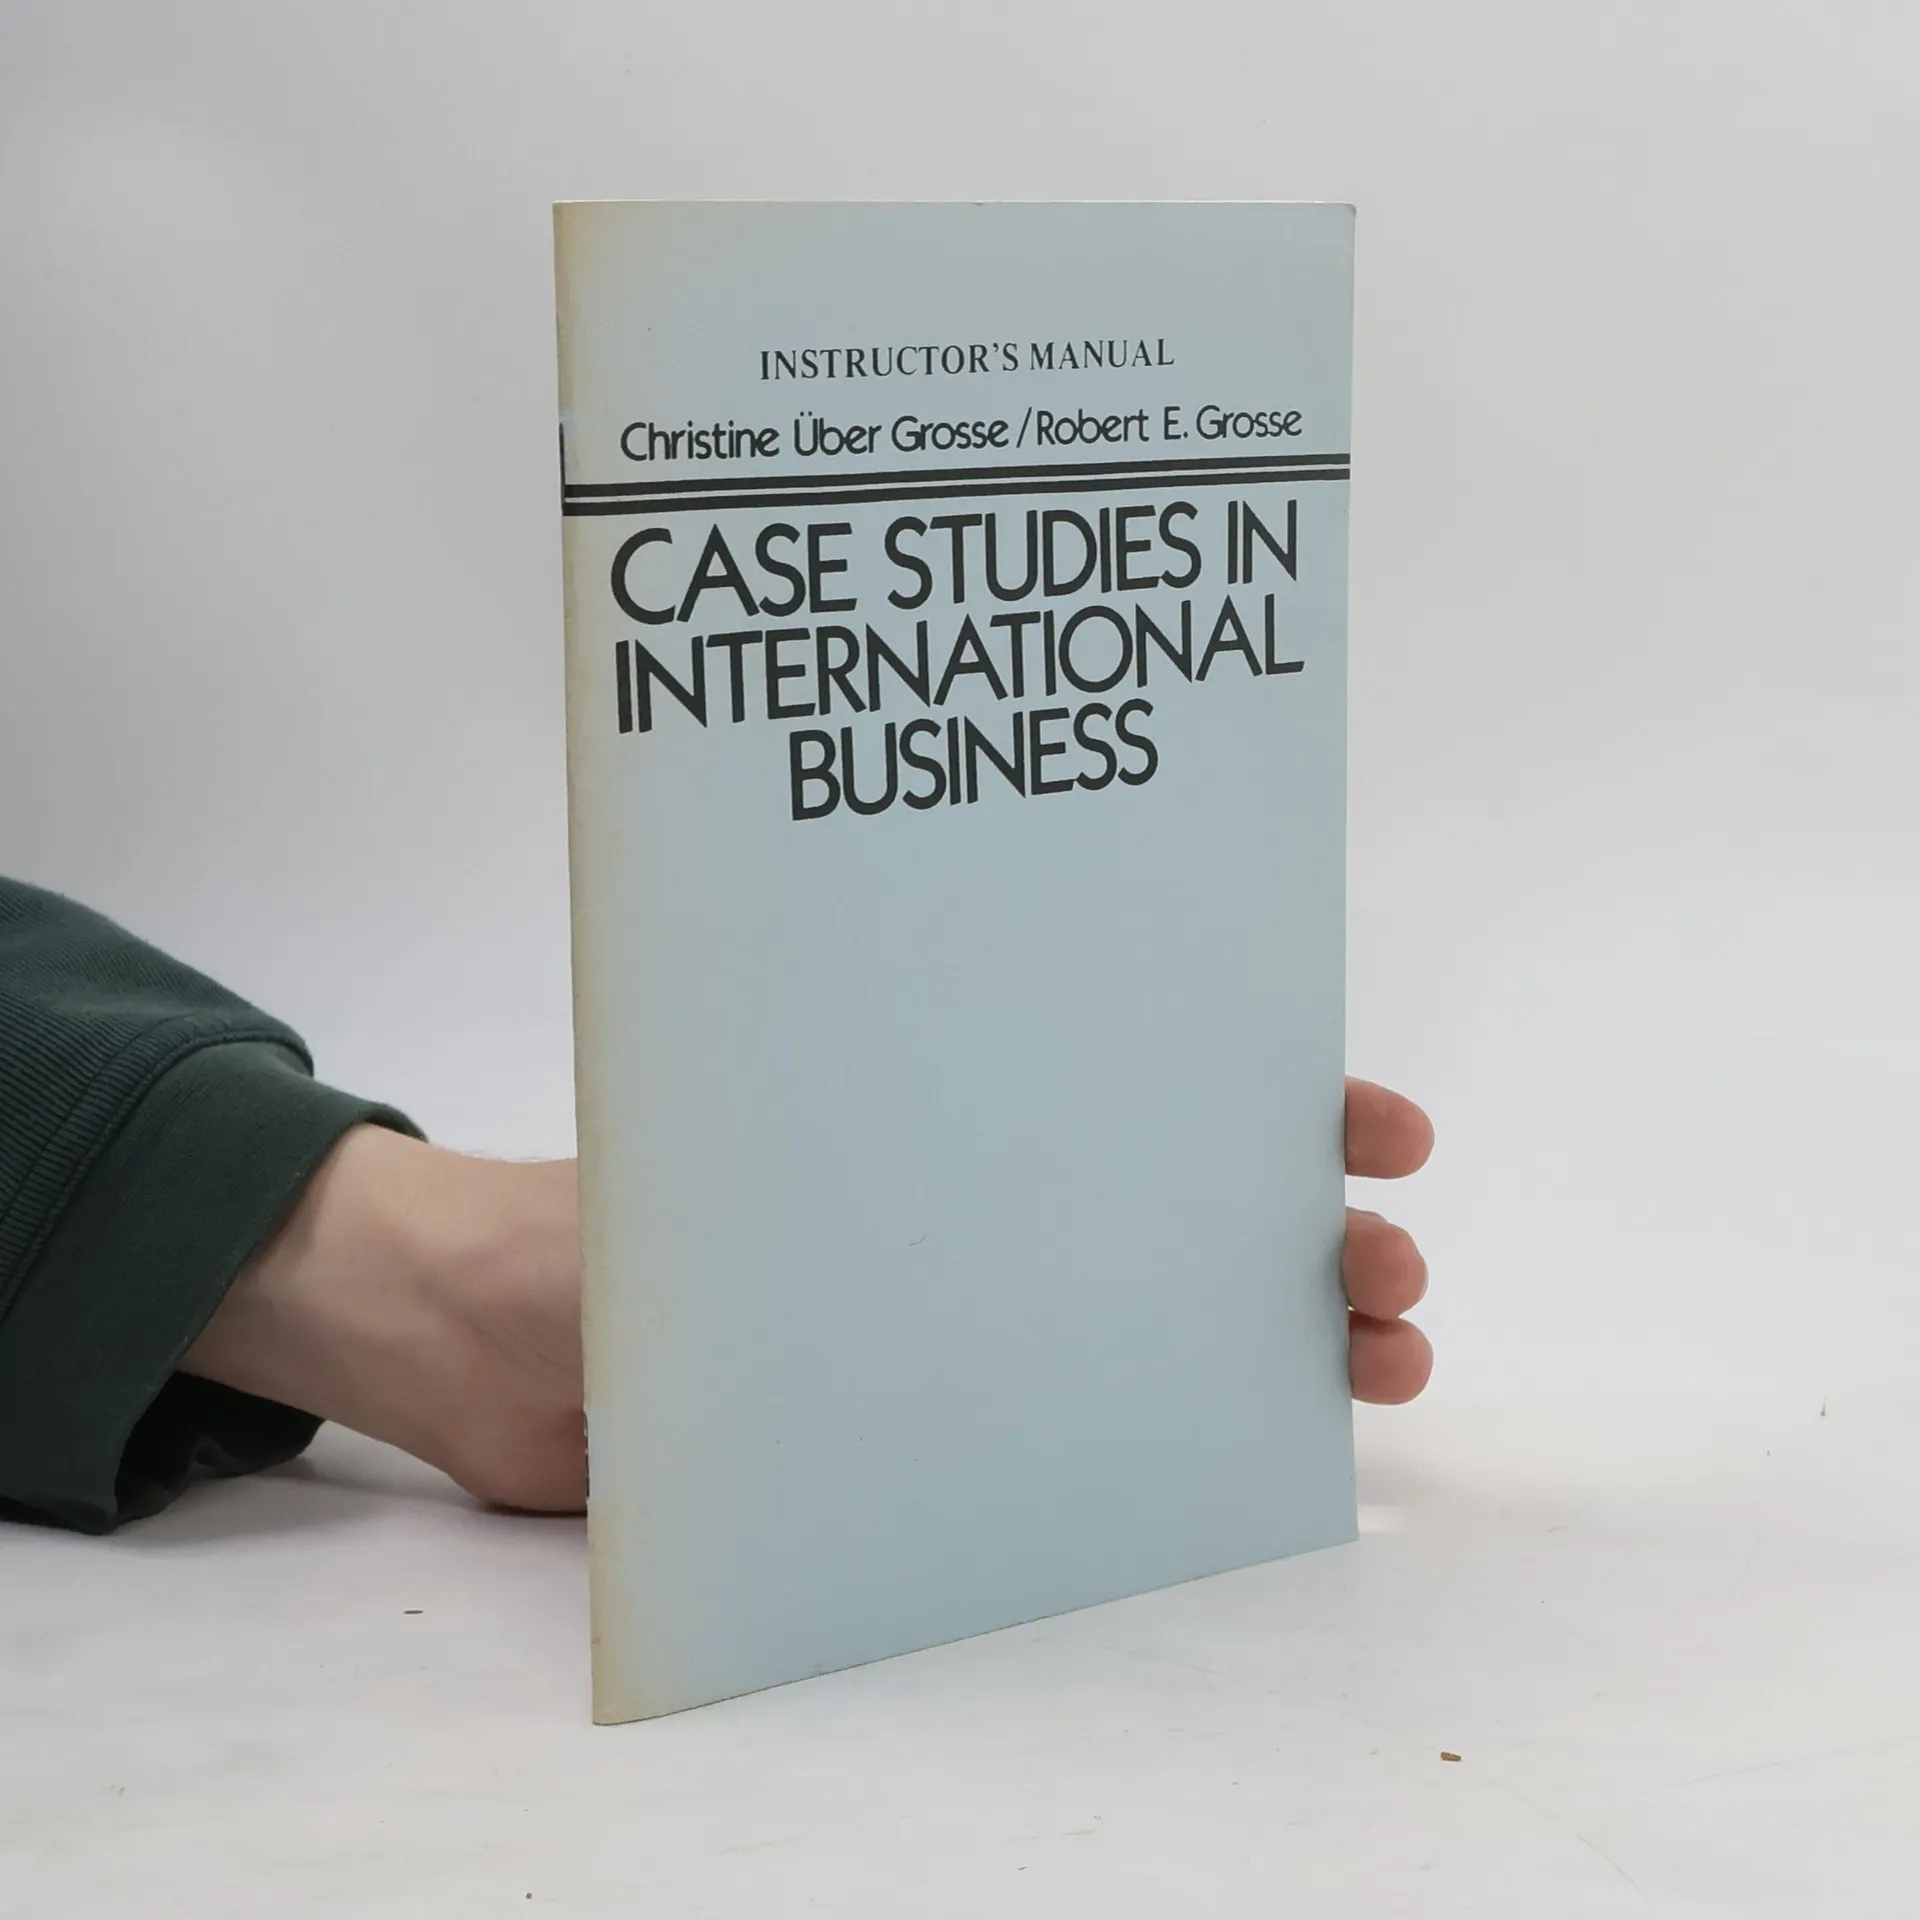 INSTRUCTOR'S MANUAL
Christine Über Grosse/Robert E. Grosse
CASE STUDIES IN
INTERNATIONAL
BUSINESS